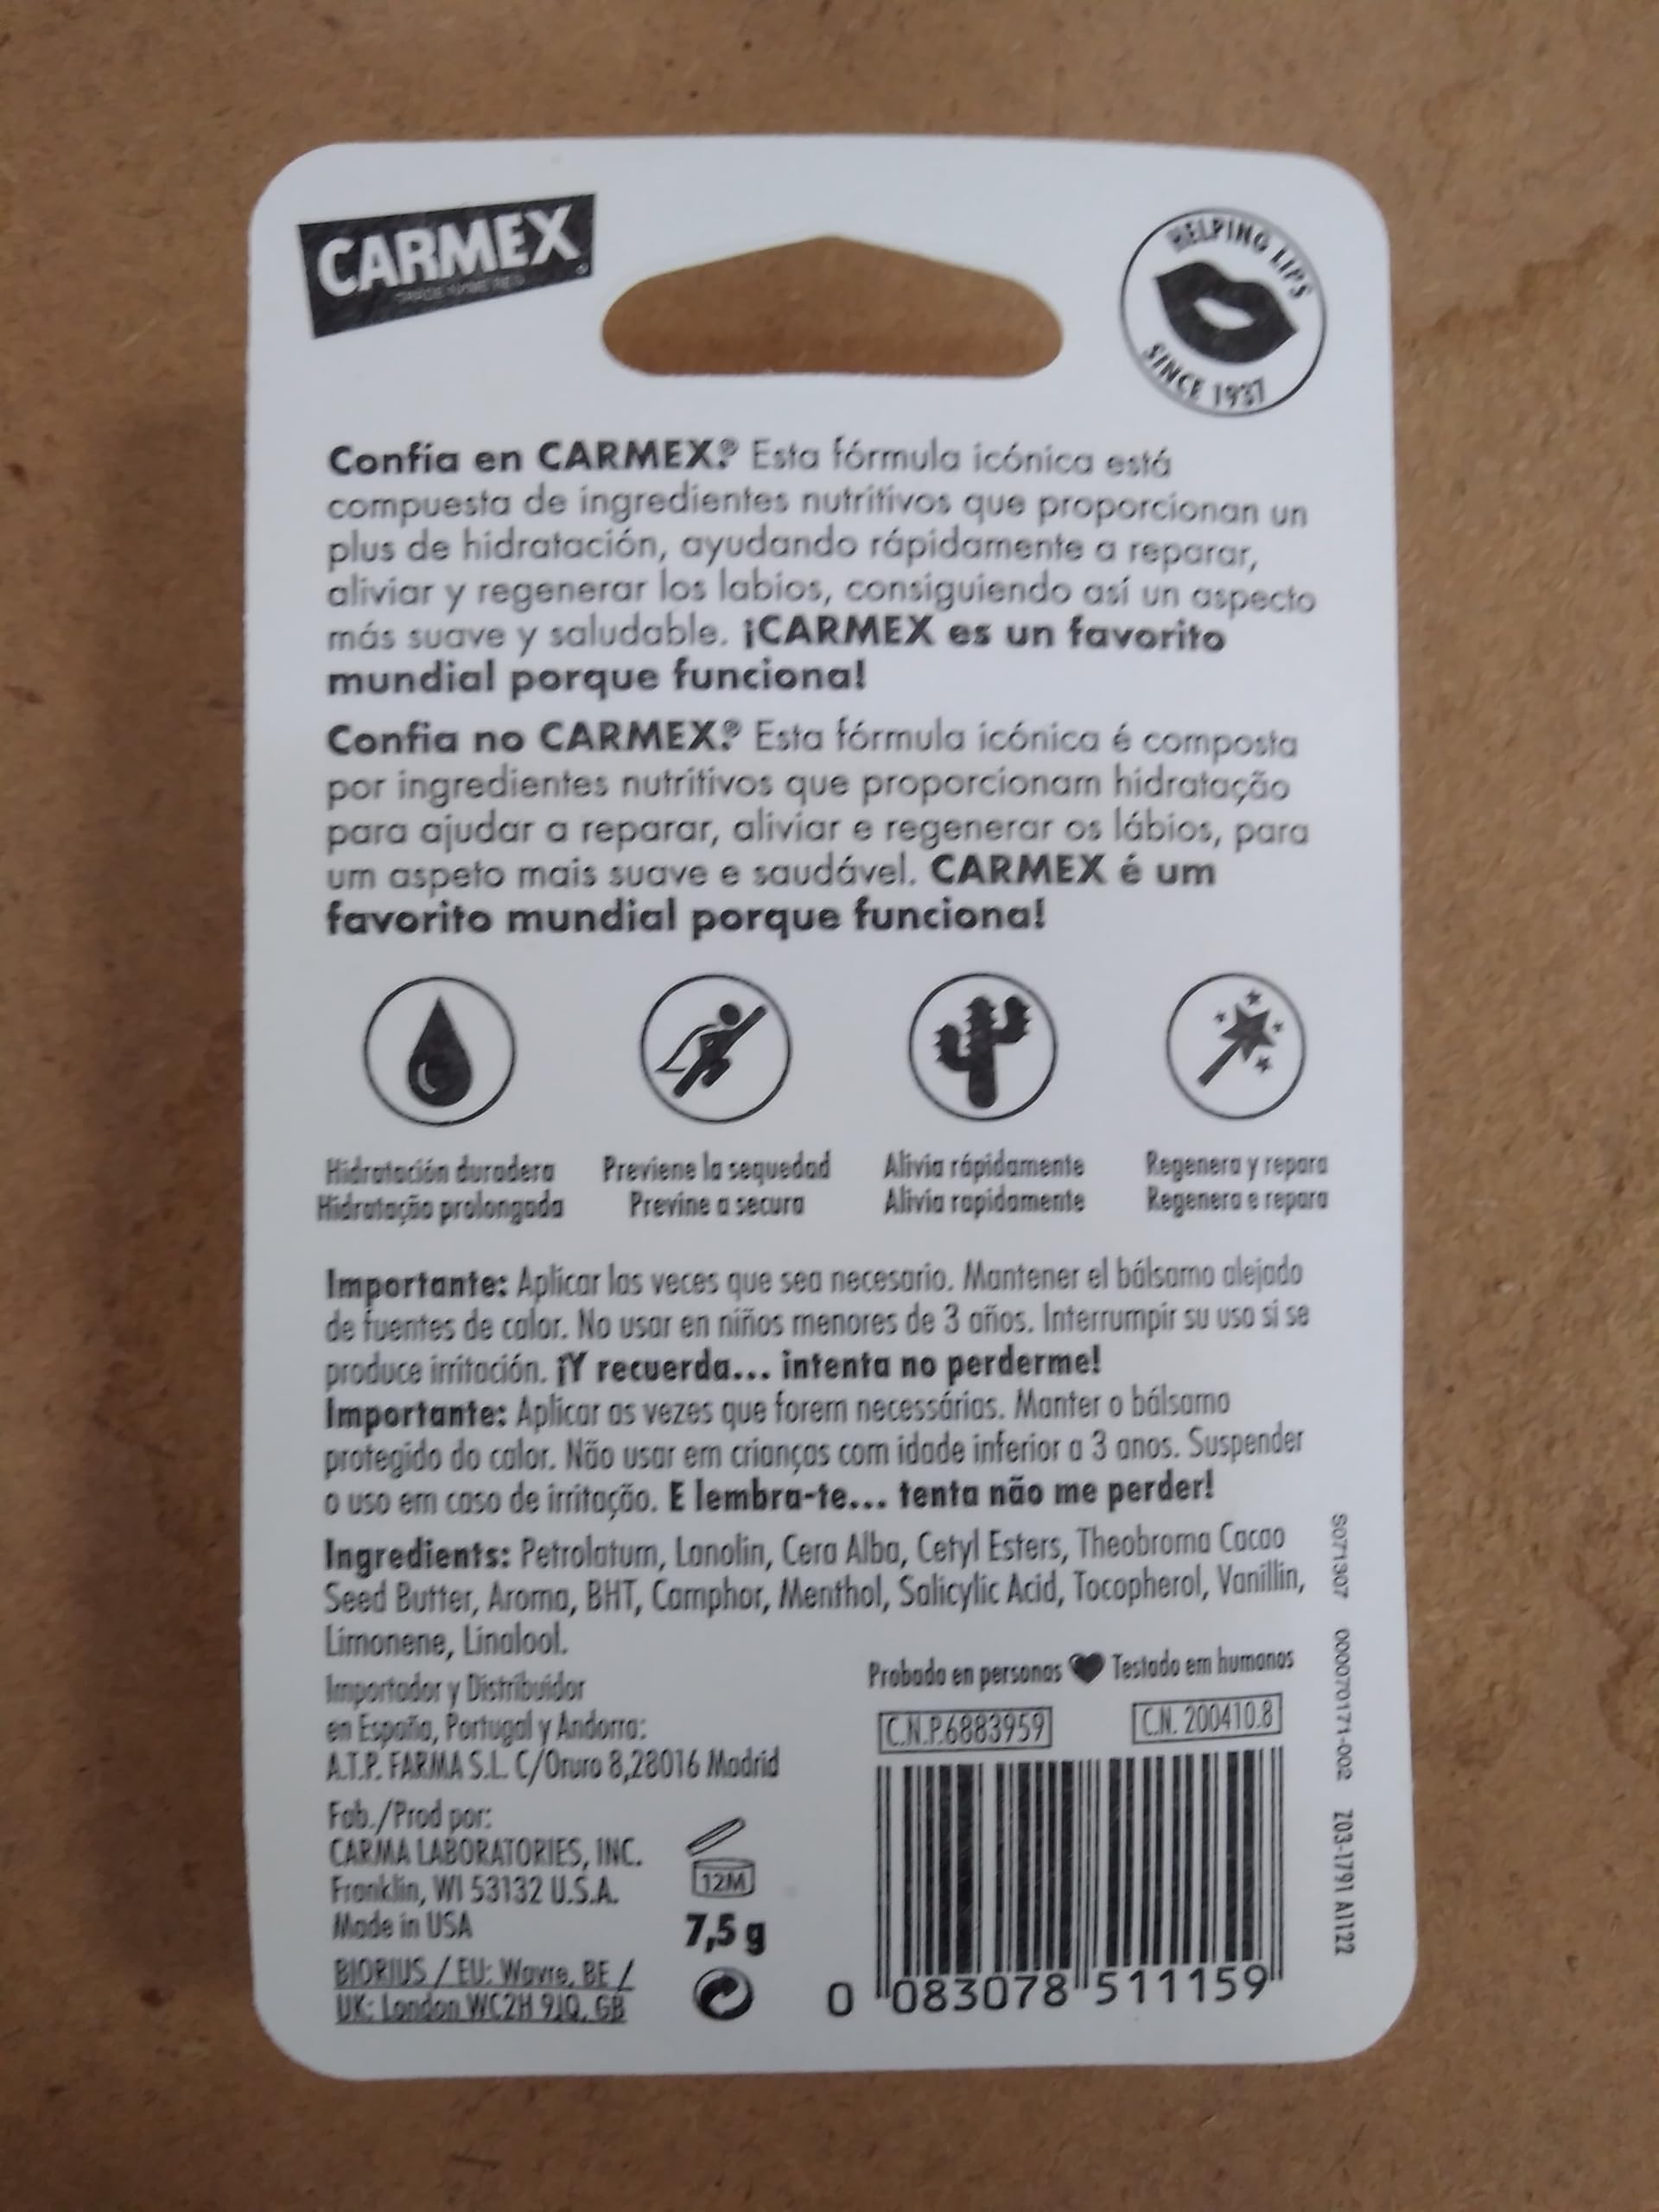 CARMEX
HELPING LIPS
SINCE 1937
Confía en CARMEX.® Esta fórmula icónica está
compuesta de ingredientes nutritivos que proporcionan un
plus de hidratación, ayudando rápidamente a reparar,
aliviar y regenerar los labios, consiguiendo así un aspecto
más suave y saludable. ¡CARMEX es un favorito
mundial porque funciona!
Confia no CARMEX.® Esta fórmula icónica é composta
por ingredientes nutritivos que proporcionam hidratação
para ajudar a reparar, aliviar e regenerar os lábios, para
um aspeto mais suave e saudável. CARMEX é um
favorito mundial porque funciona!
Hidratación duradera
Hidratação prolongada
Previene la sequedad
Previne a secura
Alivia rápidamente
Alivia rapidamente
Regenera y repara
Regenera e repara
Importante: Aplicar las veces que sea necesario. Mantener el bálsamo alejado
de fuentes de calor. No usar en niños menores de 3 años. Interrumpir su uso si se
produce irritación. ¡Y recuerda... intenta no perderme!
Importante: Aplicar as vezes que forem necessárias. Manter o bálsamo
protegido do calor. Não usar em crianças com idade inferior a 3 anos. Suspender
o uso em caso de irritação. E lembra-te... tenta não me perder!
Ingredients: Petrolatum, Lanolin, Cera Alba, Cetyl Esters, Theobroma Cacao
Seed Butter, Aroma, BHT, Camphor, Menthol, Salicylic Acid, Tocopherol, Vanillin,
Limonene, Linalool.
Importador y Distribuidor
en España, Portugal y Andorra:
A.T.P. FARMA S.L. C/Oruro 8,28016 Madrid
Fab./Prod por:
CARMA LABORATORIES, INC.
Franklin, WI 53132 U.S.A.
Made in USA
BIORIUS / EU: Wavre, BE /
UK: London WC2H 9JQ, GB
12M
7,5 g
Probado en personas Testado em humanos
C.N.P.6883959
C.N. 200410.8
0 083078 511159
S071307 000070171-002 Z03-1791 A1122